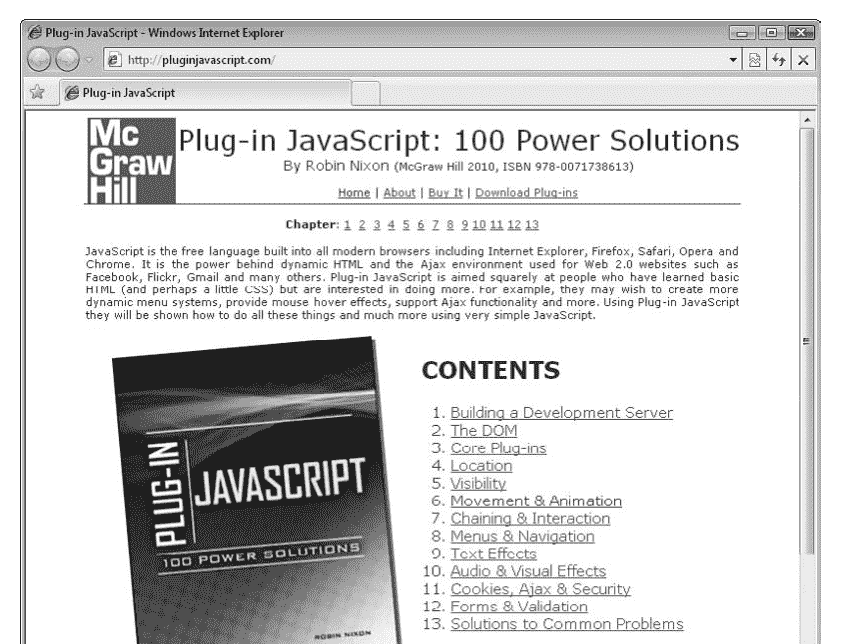 Plug-in JavaScript - Windows Internet Explorer
http://pluginjavascript.com/
Plug-in JavaScript
Mc
Graw
Hill
Plug-in JavaScript: 100 Power Solutions
By Robin Nixon (McGraw Hill 2010, ISBN 978-0071738613)
Home | About | Buy It | Download Plug-ins
Chapter: 1 2 3 4 5 6 7 8 9 10 11 12 13
JavaScript is the free language built into all modern browsers including Internet Explorer, Firefox, Safari, Opera and
Chrome. It is the power behind dynamic HTML and the Ajax environment used for Web 2.0 websites such as
Facebook, Flickr, Gmail and many others. Plug-in JavaScript is aimed squarely at people who have learned basic
HTML (and perhaps a little CSS) but are interested in doing more. For example, they may wish to create more
dynamic menu systems, provide mouse hover effects, support Ajax functionality and more. Using Plug-in JavaScript
they will be shown how to do all these things and much more using very simple JavaScript.
PLUG-IN
JAVASCRIPT
100 POWER SOLUTIONS
ROBIN NIXON
CONTENTS
1. Building a Development Server
2. The DOM
3. Core Plug-ins
4. Location
5. Visibility
6. Movement & Animation
7. Chaining & Interaction
8. Menus & Navigation
9. Text Effects
10. Audio & Visual Effects
11. Cookies, Ajax & Security
12. Forms & Validation
13. Solutions to Common Problems